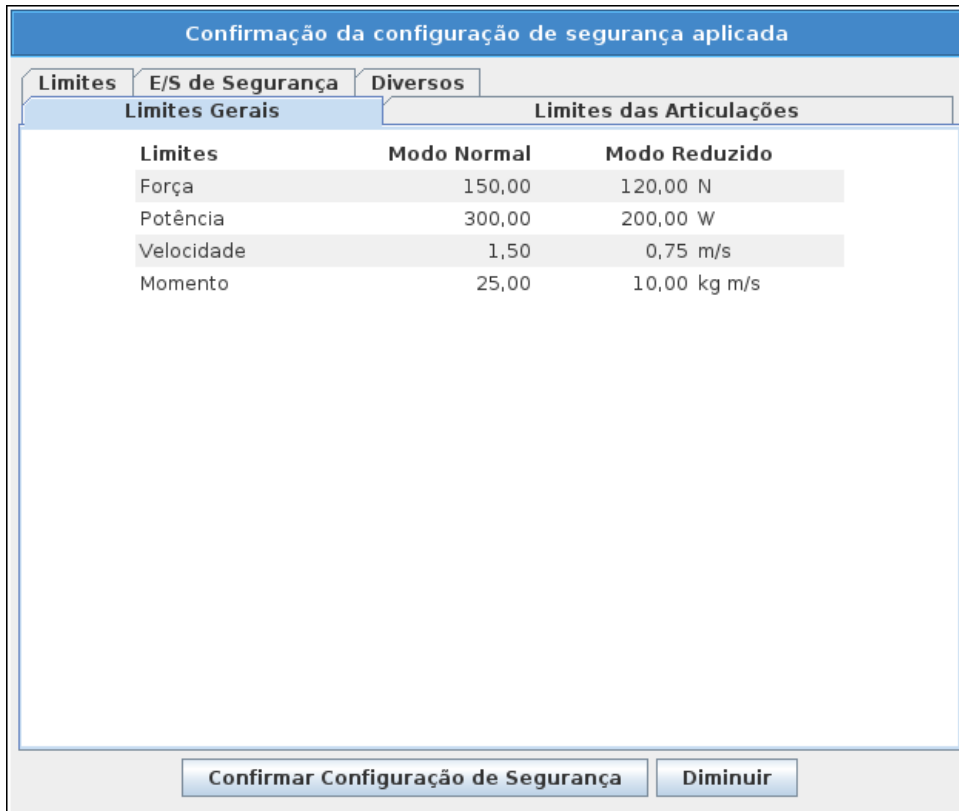 Confirmação da configuração de segurança aplicada
Limites E/S de Segurança Diversos
Limites Gerais Limites das Articulações
Limites Modo Normal Modo Reduzido
Força 150,00 120,00 N
Potência 300,00 200,00 W
Velocidade 1,50 0,75 m/s
Momento 25,00 10,00 kg m/s
Confirmar Configuração de Segurança Diminuir